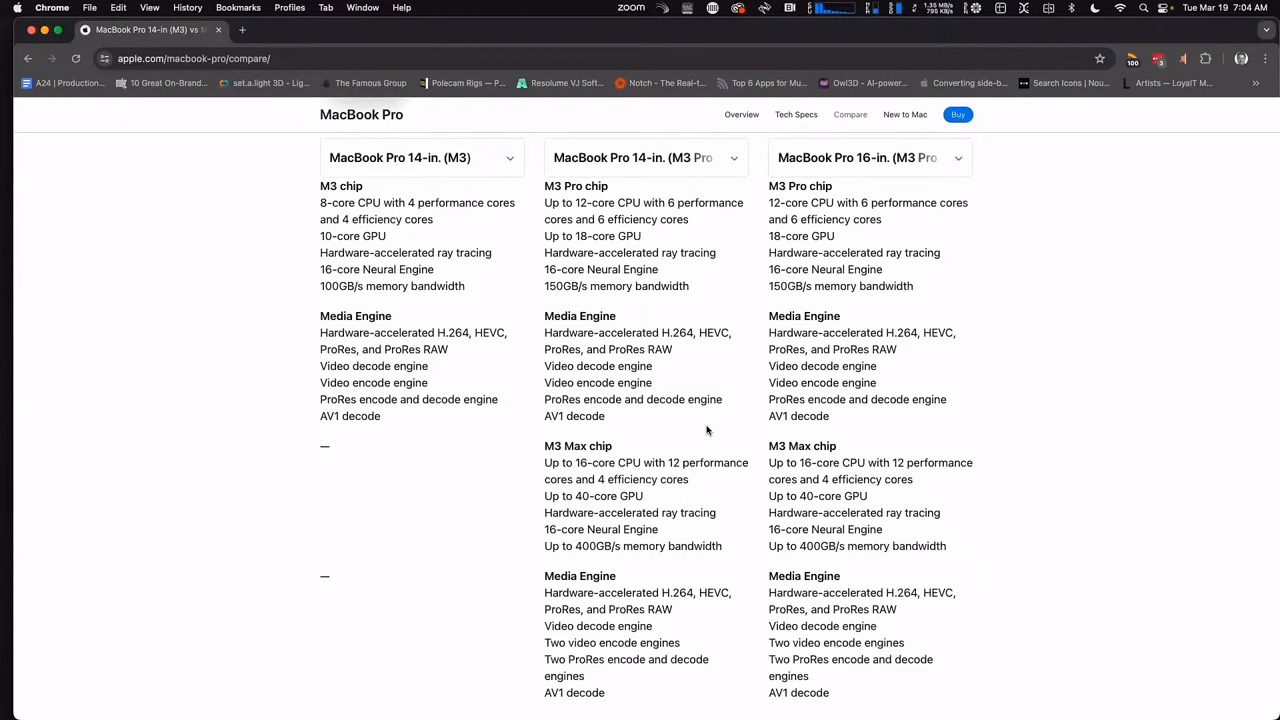 Chrome File Edit View History Bookmarks Profiles Tab Window Help zoom 1.35 MB/s 795 KB/s Tue Mar 19 7:04 AM
MacBook Pro 14-in (M3) vs M
apple.com/macbook-pro/compare/
A24 | Production... 10 Great On-Brand... set.a.light 3D - Lig... The Famous Group Polecam Rigs — P... Resolume VJ Soft... Notch - The Real-t... Top 6 Apps for Mu... Owl3D - AI-power... Converting side-b... Search Icons | Nou... Artists — LoyalT M...
MacBook Pro
Overview Tech Specs Compare New to Mac Buy
MacBook Pro 14-in. (M3) MacBook Pro 14-in. (M3 Pro MacBook Pro 16-in. (M3 Pro
M3 chip
8-core CPU with 4 performance cores
and 4 efficiency cores
10-core GPU
Hardware-accelerated ray tracing
16-core Neural Engine
100GB/s memory bandwidth
Media Engine
Hardware-accelerated H.264, HEVC,
ProRes, and ProRes RAW
Video decode engine
Video encode engine
ProRes encode and decode engine
AV1 decode
—
—
M3 Pro chip
Up to 12-core CPU with 6 performance
cores and 6 efficiency cores
Up to 18-core GPU
Hardware-accelerated ray tracing
16-core Neural Engine
150GB/s memory bandwidth
Media Engine
Hardware-accelerated H.264, HEVC,
ProRes, and ProRes RAW
Video decode engine
Video encode engine
ProRes encode and decode engine
AV1 decode
M3 Max chip
Up to 16-core CPU with 12 performance
cores and 4 efficiency cores
Up to 40-core GPU
Hardware-accelerated ray tracing
16-core Neural Engine
Up to 400GB/s memory bandwidth
Media Engine
Hardware-accelerated H.264, HEVC,
ProRes, and ProRes RAW
Video decode engine
Two video encode engines
Two ProRes encode and decode
engines
AV1 decode
M3 Pro chip
12-core CPU with 6 performance cores
and 6 efficiency cores
18-core GPU
Hardware-accelerated ray tracing
16-core Neural Engine
150GB/s memory bandwidth
Media Engine
Hardware-accelerated H.264, HEVC,
ProRes, and ProRes RAW
Video decode engine
Video encode engine
ProRes encode and decode engine
AV1 decode
M3 Max chip
Up to 16-core CPU with 12 performance
cores and 4 efficiency cores
Up to 40-core GPU
Hardware-accelerated ray tracing
16-core Neural Engine
Up to 400GB/s memory bandwidth
Media Engine
Hardware-accelerated H.264, HEVC,
ProRes, and ProRes RAW
Video decode engine
Two video encode engines
Two ProRes encode and decode
engines
AV1 decode